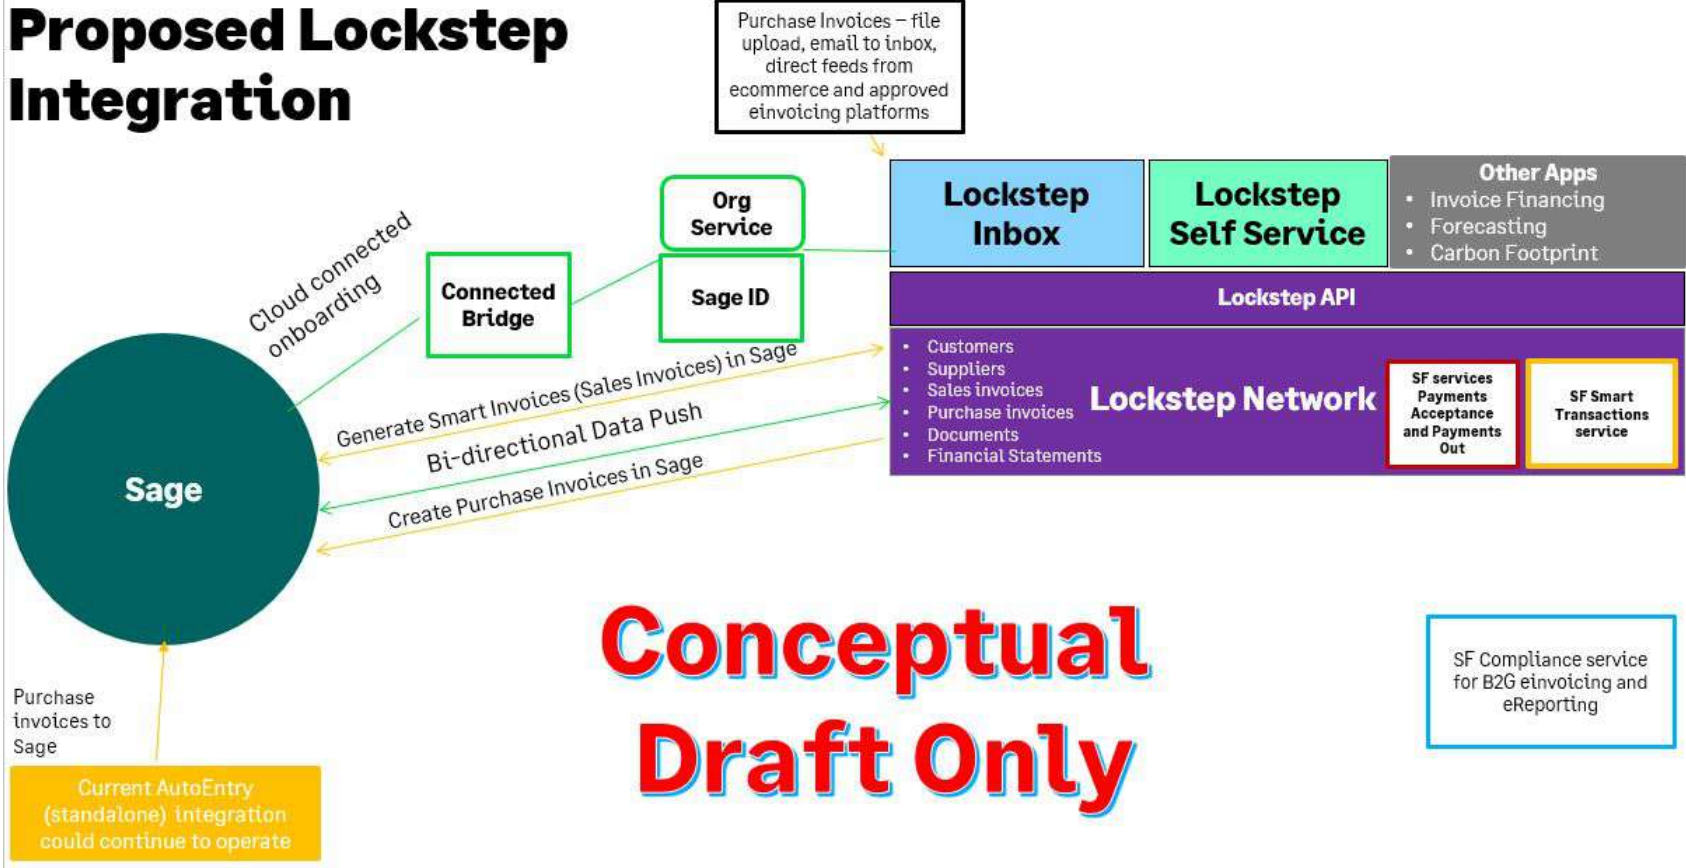 Proposed Lockstep
Integration
Purchase Invoices – file
upload, email to inbox,
direct feeds from
ecommerce and approved
einvoicing platforms
Org
Service
Sage ID
Connected
Bridge
Cloud connected
onboarding
Lockstep
Inbox
Lockstep
Self Service
Other Apps
• Invoice Financing
• Forecasting
• Carbon Footprint
Lockstep API
• Customers
• Suppliers
• Sales invoices
• Purchase invoices
• Documents
• Financial Statements
Lockstep Network
SF services
Payments
Acceptance
and Payments
Out
SF Smart
Transactions
service
Generate Smart Invoices (Sales Invoices) in Sage
Bi-directional Data Push
Create Purchase Invoices in Sage
Sage
Conceptual
Draft Only
SF Compliance service
for B2G einvoicing and
eReporting
Purchase
invoices to
Sage
Current AutoEntry
(standalone) integration
could continue to operate